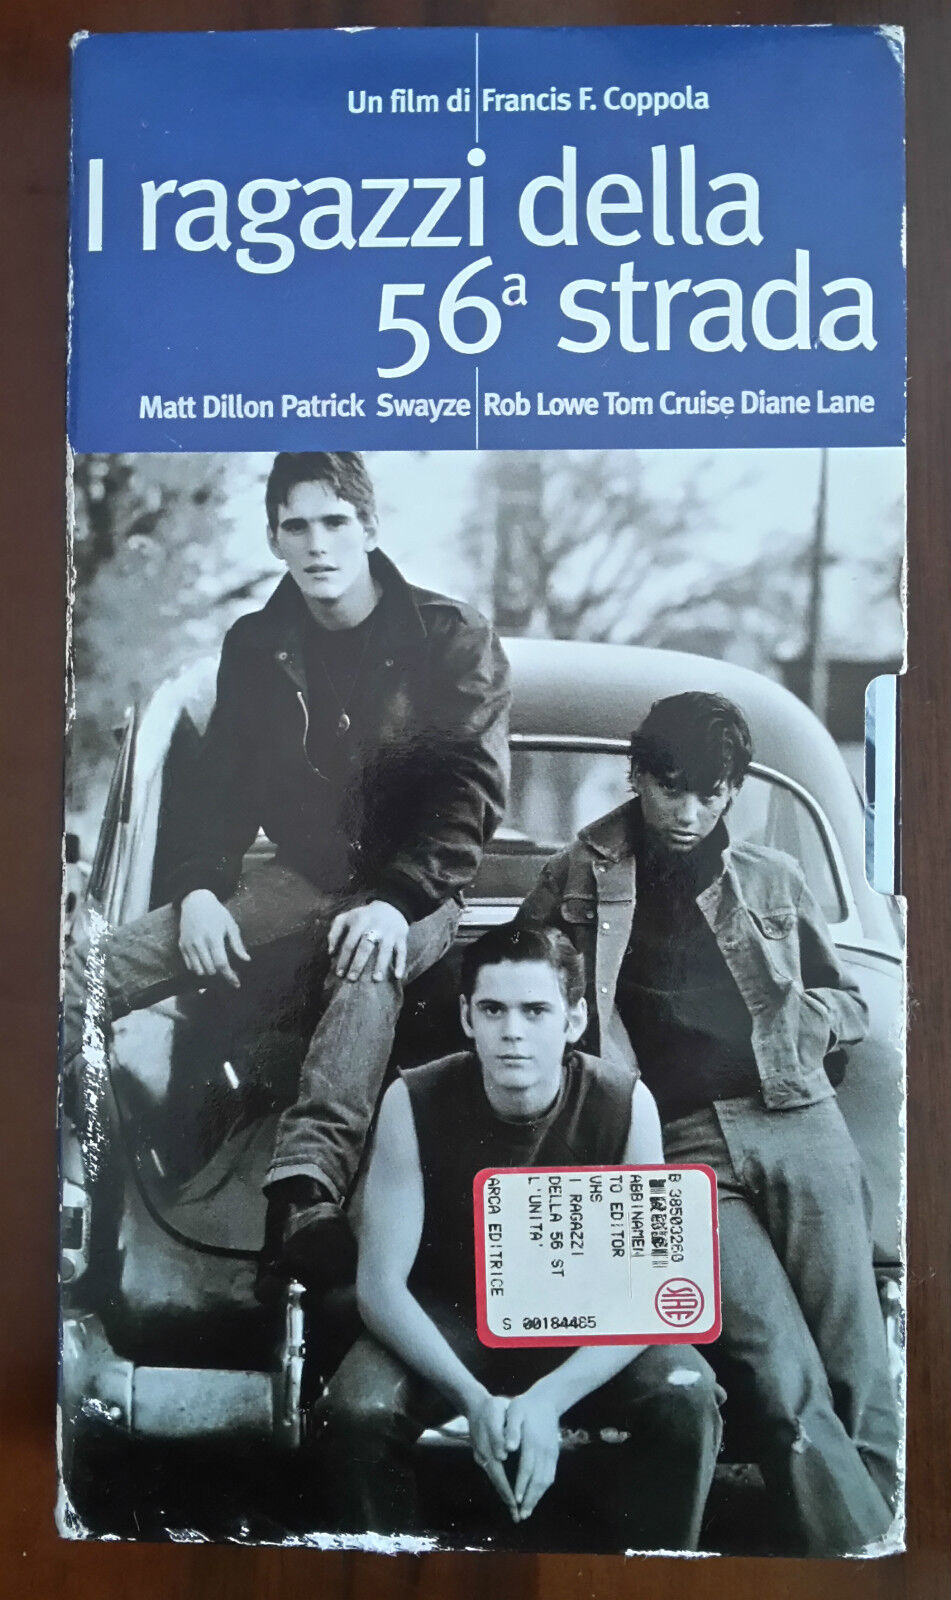 Un film di Francis F. Coppola
I ragazzi della
56ª strada
Matt Dillon Patrick Swayze Rob Lowe Tom Cruise Diane Lane
B 38503260
ABBINAMEN
TO EDITOR
VHS
I RAGAZZI
DELLA 56 ST
L'UNITA'
ARCA EDITRICE
S 00184485
SIAE